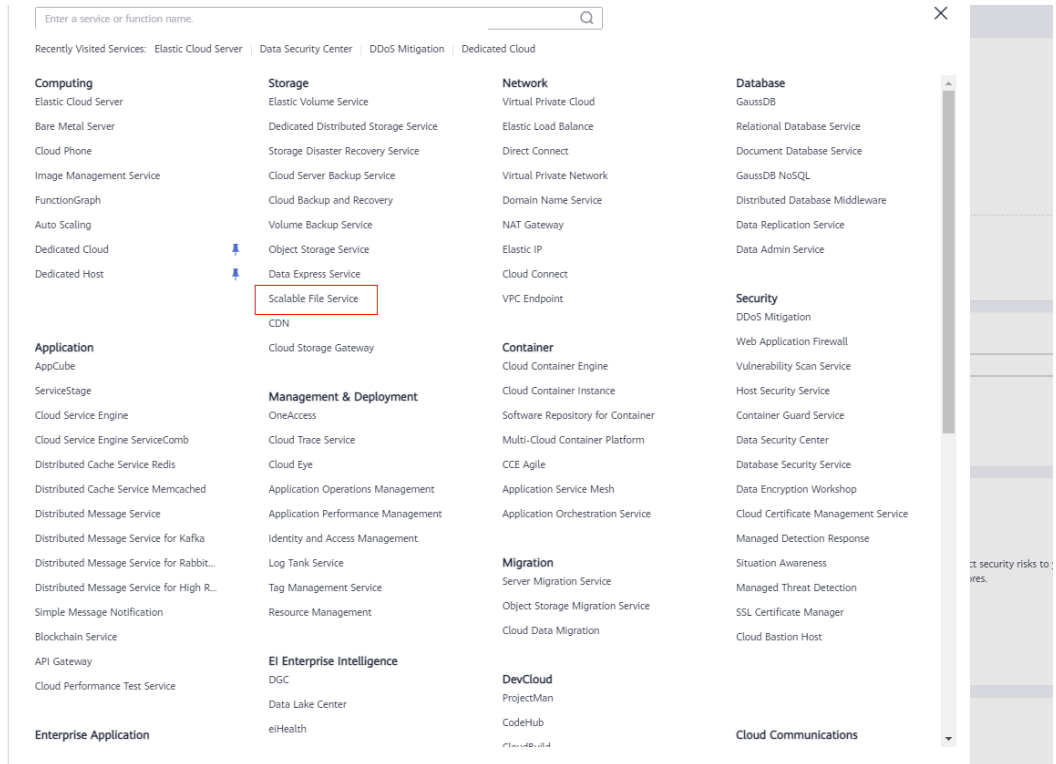 Enter a service or function name.
Recently Visited Services: Elastic Cloud Server | Data Security Center | DDoS Mitigation | Dedicated Cloud
Computing
Elastic Cloud Server
Bare Metal Server
Cloud Phone
Image Management Service
FunctionGraph
Auto Scaling
Dedicated Cloud
Dedicated Host
Application
AppCube
ServiceStage
Cloud Service Engine
Cloud Service Engine ServiceComb
Distributed Cache Service Redis
Distributed Cache Service Memcached
Distributed Message Service
Distributed Message Service for Kafka
Distributed Message Service for Rabbit...
Distributed Message Service for High R...
Simple Message Notification
Blockchain Service
API Gateway
Cloud Performance Test Service
Enterprise Application
Storage
Elastic Volume Service
Dedicated Distributed Storage Service
Storage Disaster Recovery Service
Cloud Server Backup Service
Cloud Backup and Recovery
Volume Backup Service
Object Storage Service
Data Express Service
Scalable File Service
CDN
Cloud Storage Gateway
Management & Deployment
OneAccess
Cloud Trace Service
Cloud Eye
Application Operations Management
Application Performance Management
Identity and Access Management
Log Tank Service
Tag Management Service
Resource Management
EI Enterprise Intelligence
DGC
Data Lake Center
eiHealth
Network
Virtual Private Cloud
Elastic Load Balance
Direct Connect
Virtual Private Network
Domain Name Service
NAT Gateway
Elastic IP
Cloud Connect
VPC Endpoint
Container
Cloud Container Engine
Cloud Container Instance
Software Repository for Container
Multi-Cloud Container Platform
CCE Agile
Application Service Mesh
Application Orchestration Service
Migration
Server Migration Service
Object Storage Migration Service
Cloud Data Migration
DevCloud
ProjectMan
CodeHub
CloudBuild
Database
GaussDB
Relational Database Service
Document Database Service
GaussDB NoSQL
Distributed Database Middleware
Data Replication Service
Data Admin Service
Security
DDoS Mitigation
Web Application Firewall
Vulnerability Scan Service
Host Security Service
Container Guard Service
Data Security Center
Database Security Service
Data Encryption Workshop
Cloud Certificate Management Service
Managed Detection Response
Situation Awareness
Managed Threat Detection
SSL Certificate Manager
Cloud Bastion Host
Cloud Communications
security risks to